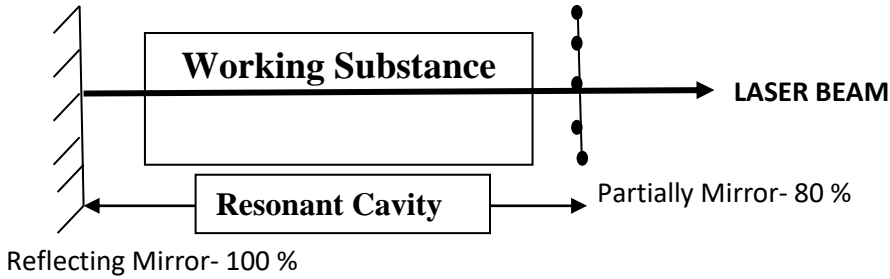 Working Substance
LASER BEAM
Resonant Cavity
Partially Mirror- 80 %
Reflecting Mirror- 100 %